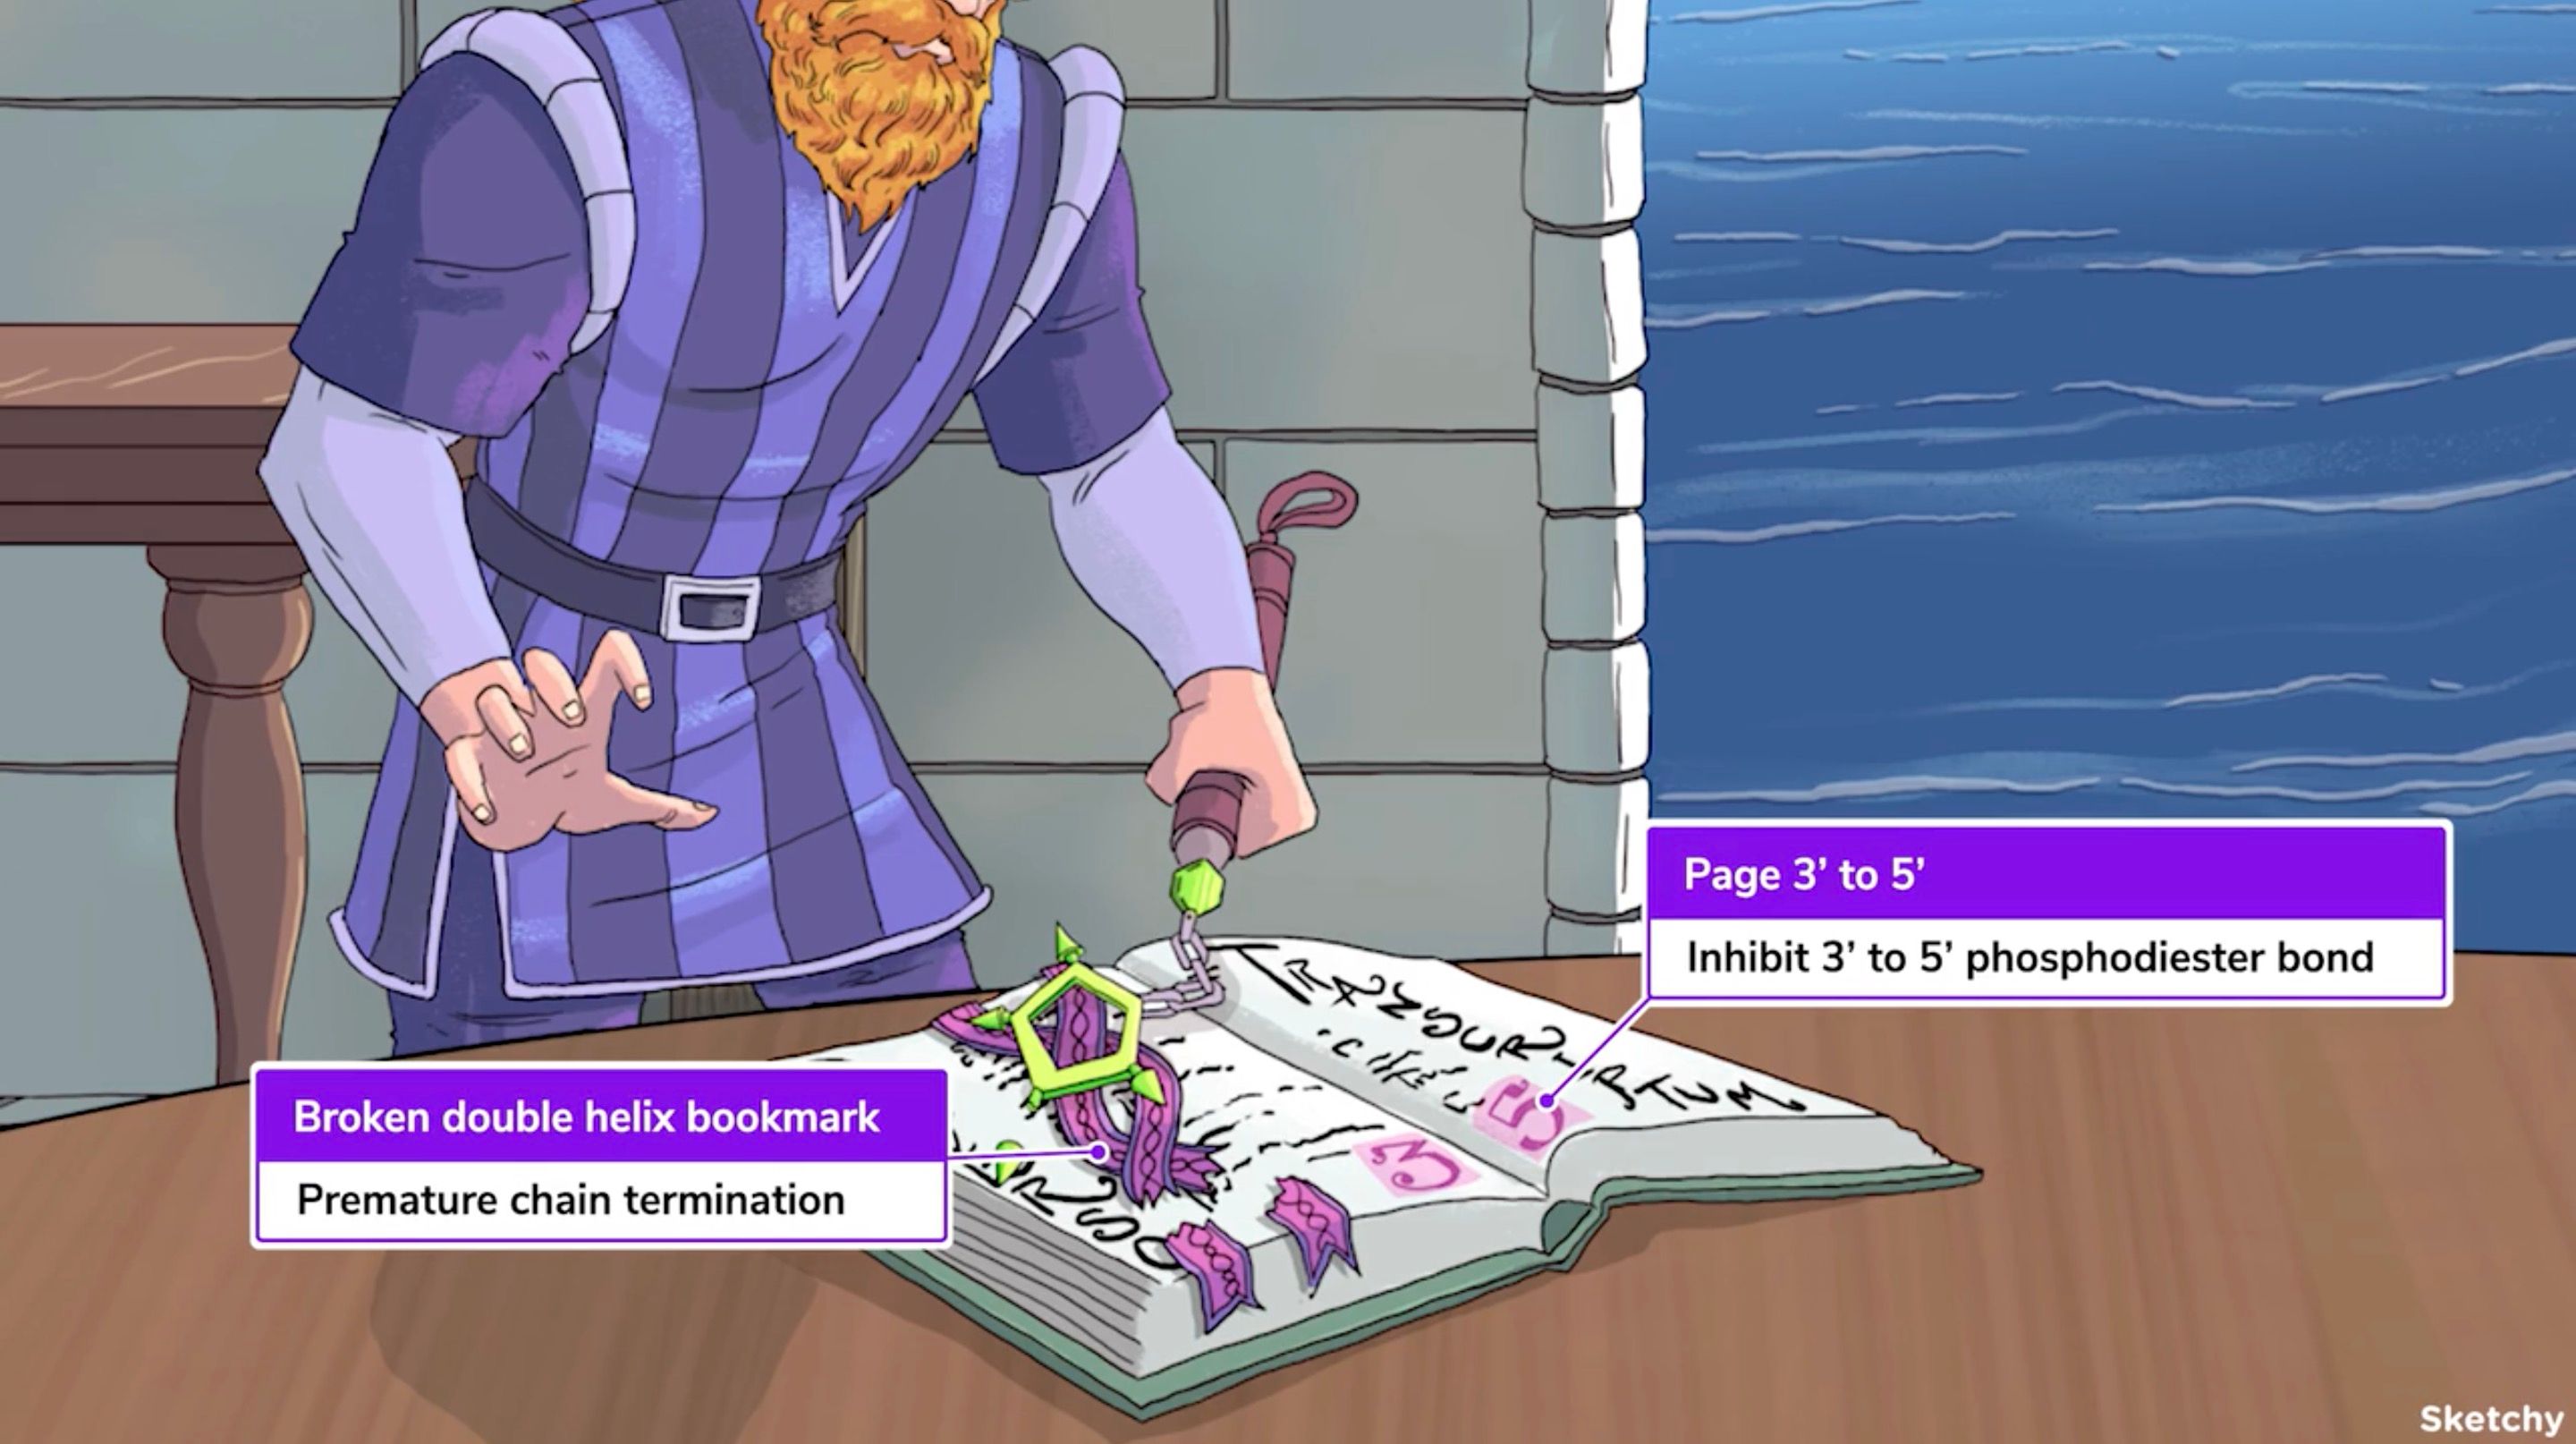 Page 3’ to 5’
Inhibit 3’ to 5’ phosphodiester bond
Broken double helix bookmark
Premature chain termination
3
5
Sketchy